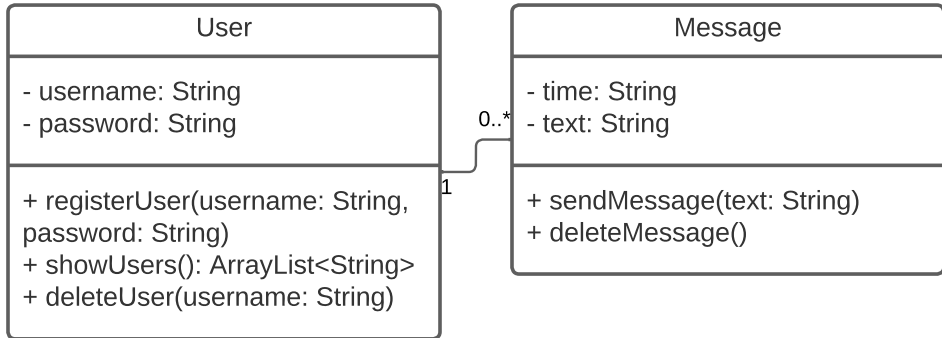 User
- username: String
- password: String
+ registerUser(username: String,
password: String)
+ showUsers(): ArrayList<String>
+ deleteUser(username: String)
1
0..*
Message
- time: String
- text: String
+ sendMessage(text: String)
+ deleteMessage()